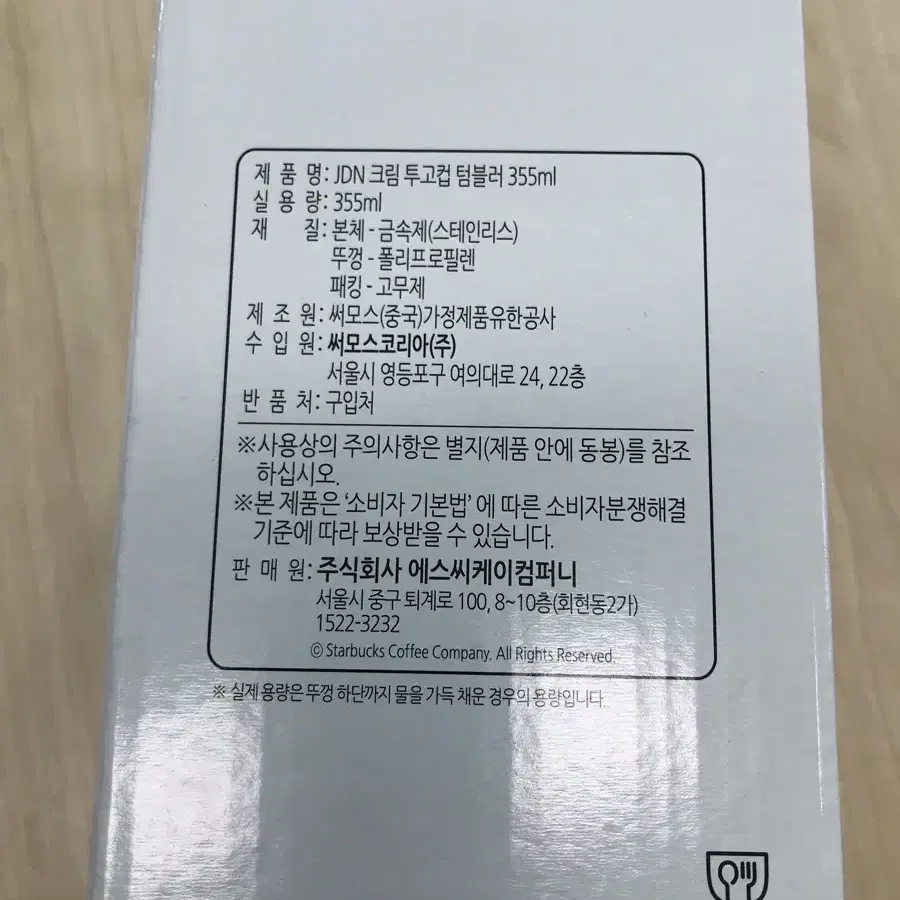 제 품 명: JDN 크림 투고컵 텀블러 355ml
실 용 량: 355ml
재 질: 본체 - 금속제(스테인리스)
뚜껑 - 폴리프로필렌
패킹 - 고무제
제 조 원: 써모스(중국)가정제품유한공사
수 입 원: 써모스코리아(주)
서울시 영등포구 여의대로 24, 22층
반 품 처: 구입처
※사용상의 주의사항은 별지(제품 안에 동봉)를 참조
하십시오.
※본 제품은 '소비자 기본법' 에 따른 소비자분쟁해결
기준에 따라 보상받을 수 있습니다.
판 매 원: 주식회사 에스씨케이컴퍼니
서울시 중구 퇴계로 100, 8~10층(회현동2가)
1522-3232
© Starbucks Coffee Company. All Rights Reserved.
※ 실제 용량은 뚜껑 하단까지 물을 가득 채운 경우의 용량입니다.